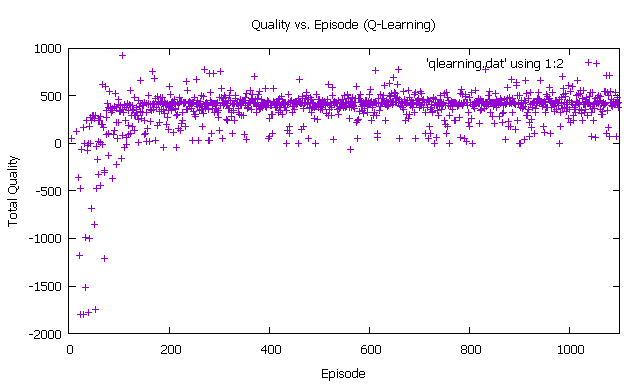 Quality vs. Episode (Q-Learning)
1000
'qlearning.dat' using 1:2
500
0
-500
-1000
-1500
-2000
Total Quality
0 200 400 600 800 1000
Episode